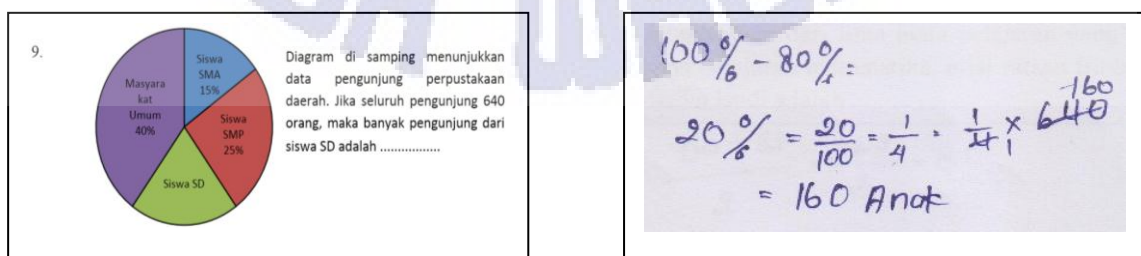 9.
Siswa
SMA
15%
Masyara
kat
Umum
40%
Siswa
SMP
25%
Siswa SD
Diagram di samping menunjukkan
data pengunjung perpustakaan
daerah. Jika seluruh pengunjung 640
orang, maka banyak pengunjung dari
siswa SD adalah .................
100% - 80% =
20% = 20/100 = 1/4 = 1/4 1 × 640 160
= 160 Anak